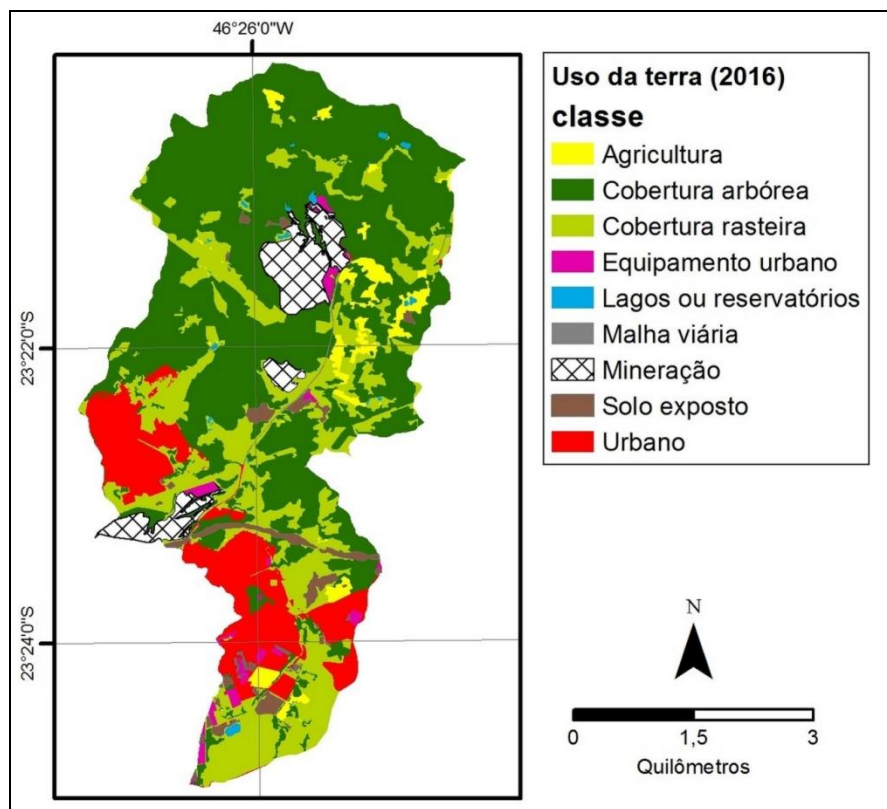 46°26'0"W
23°22'0"S
23°24'0"S
Uso da terra (2016)
classe
Agricultura
Cobertura arbórea
Cobertura rasteira
Equipamento urbano
Lagos ou reservatórios
Malha viária
Mineração
Solo exposto
Urbano
N
0 1,5 3
Quilômetros